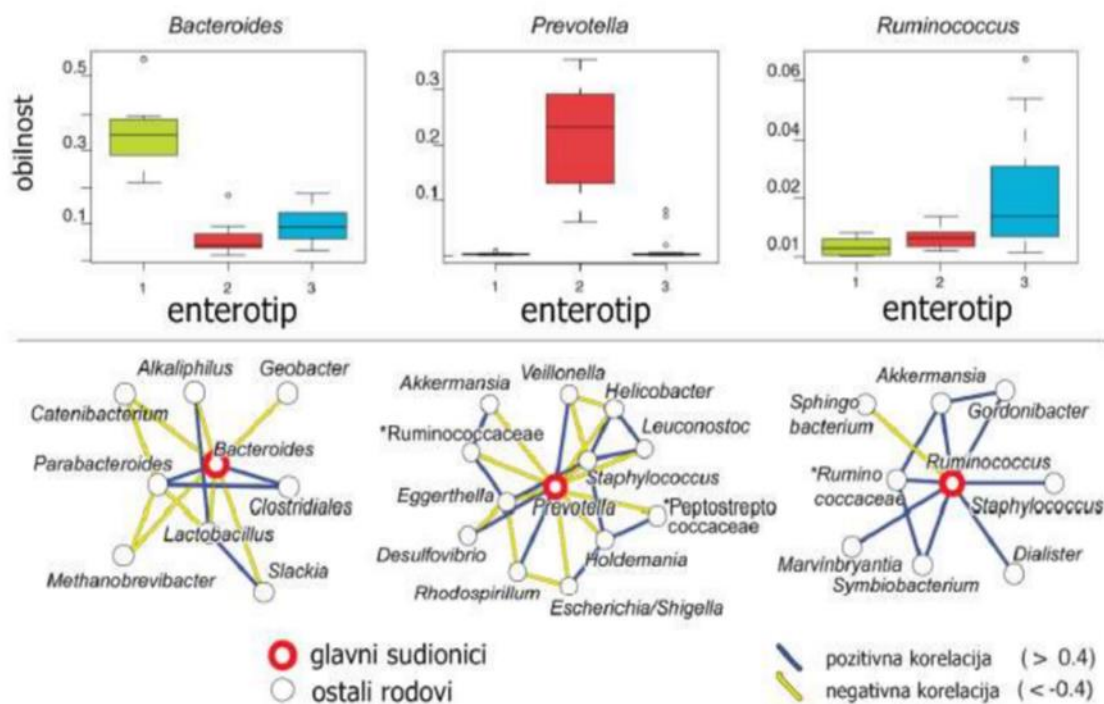 Bacteroides
Prevotella
Ruminococcus
obilnost
0.5
0.3
0.1
1
2
3
enterotip
0.3
0.2
0.1
1
2
3
enterotip
0.06
0.04
0.02
0.01
1
2
3
enterotip
Alkaliphilus
Geobacter
Catenibacterium
Bacteroides
Parabacteroides
Clostridiales
Lactobacillus
Methanobrevibacter
Slackia
Veillonella
Akkermansia
Helicobacter
*Ruminococcaceae
Leuconostoc
Staphylococcus
Eggerthella
Prevotella
*Peptostrepto
coccaceae
Desulfovibrio
Holdemania
Rhodospirillum
Escherichia/Shigella
Akkermansia
Sphingo
bacterium
Gordonibacter
Ruminococcus
*Rumino
coccaceae
Staphylococcus
Marvinbryantia
Dialister
Symbiobacterium
glavni sudionici
ostali rodovi
pozitivna korelacija (> 0.4)
negativna korelacija (<-0.4)